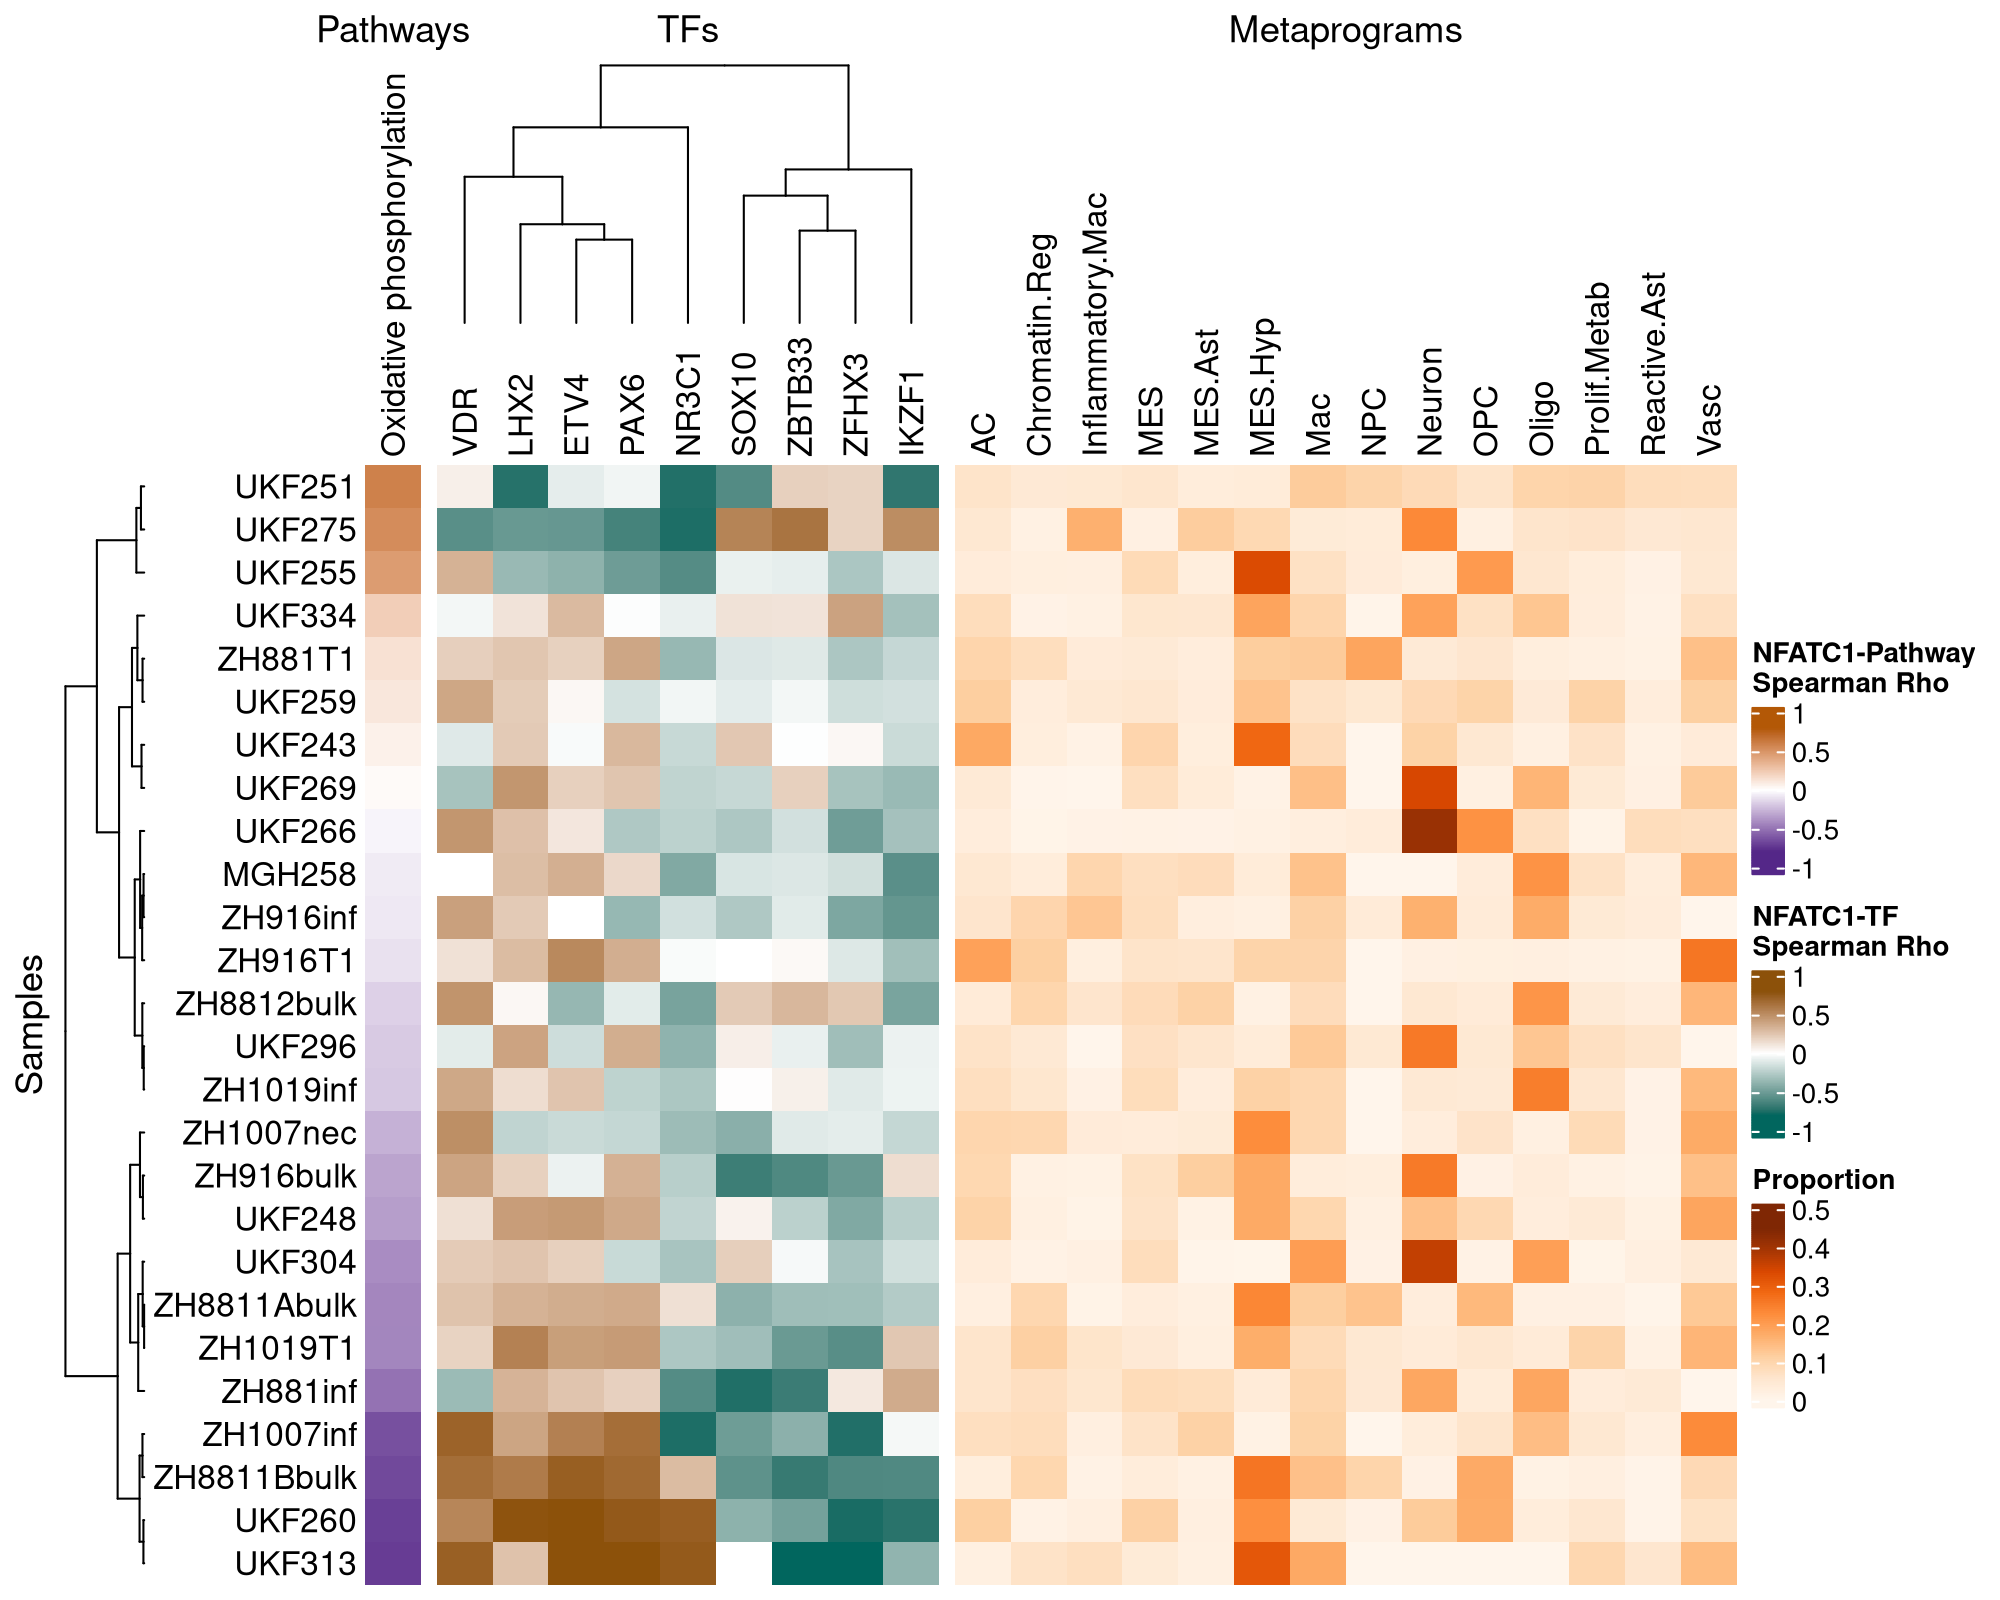 Pathways
TFs
Metaprograms
Oxidative phosphorylation
VDR
LHX2
ETV4
PAX6
NR3C1
SOX10
ZBTB33
ZFHX3
IKZF1
AC
Chromatin.Reg
Inflammatory.Mac
MES
MES.Ast
MES.Hyp
Mac
NPC
Neuron
OPC
Oligo
Prolif.Metab
Reactive.Ast
Vasc
Samples
UKF251
UKF275
UKF255
UKF334
ZH881T1
UKF259
UKF243
UKF269
UKF266
MGH258
ZH916inf
ZH916T1
ZH8812bulk
UKF296
ZH1019inf
ZH1007nec
ZH916bulk
UKF248
UKF304
ZH8811Abulk
ZH1019T1
ZH881inf
ZH1007inf
ZH8811Bbulk
UKF260
UKF313
NFATC1-Pathway
Spearman Rho
1
0.5
0
-0.5
-1
NFATC1-TF
Spearman Rho
1
0.5
0
-0.5
-1
Proportion
0.5
0.4
0.3
0.2
0.1
0